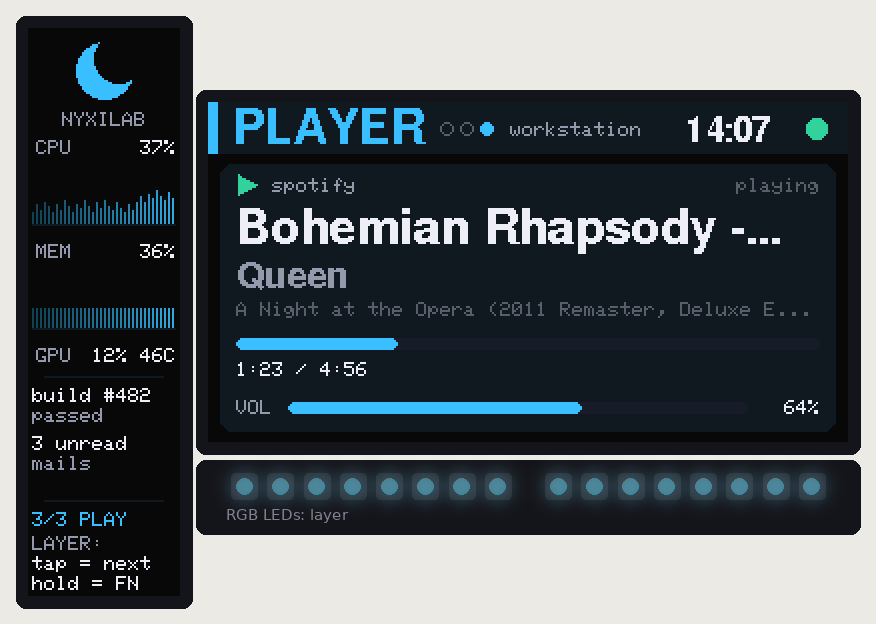 NYXILAB
CPU 37%
MEM 36%
GPU 12% 46C
build #482
passed
3 unread
mails
3/3 PLAY
LAYER:
tap = next
hold = FN
PLAYER workstation 14:07
spotify playing
Bohemian Rhapsody -...
Queen
A Night at the Opera (2011 Remaster, Deluxe E...
1:23 / 4:56
VOL 64%
RGB LEDs: layer